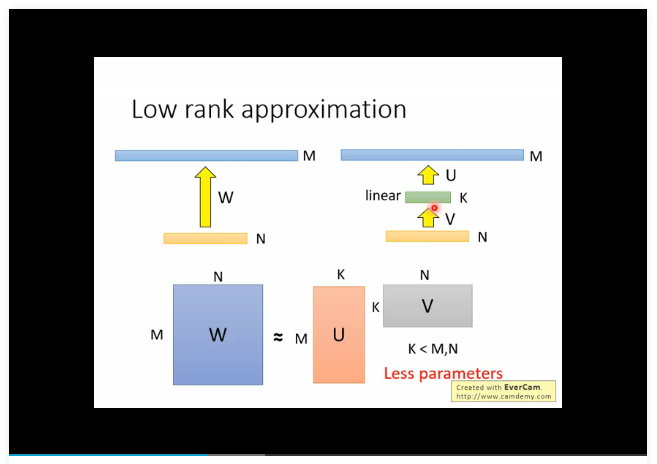 Low rank approximation
M
M
W
U
linear
K
V
N
N
N
K
N
M
W
≈
M
U
K
V
K < M,N
Less parameters
Created with EverCam.
http://www.camdemy.com